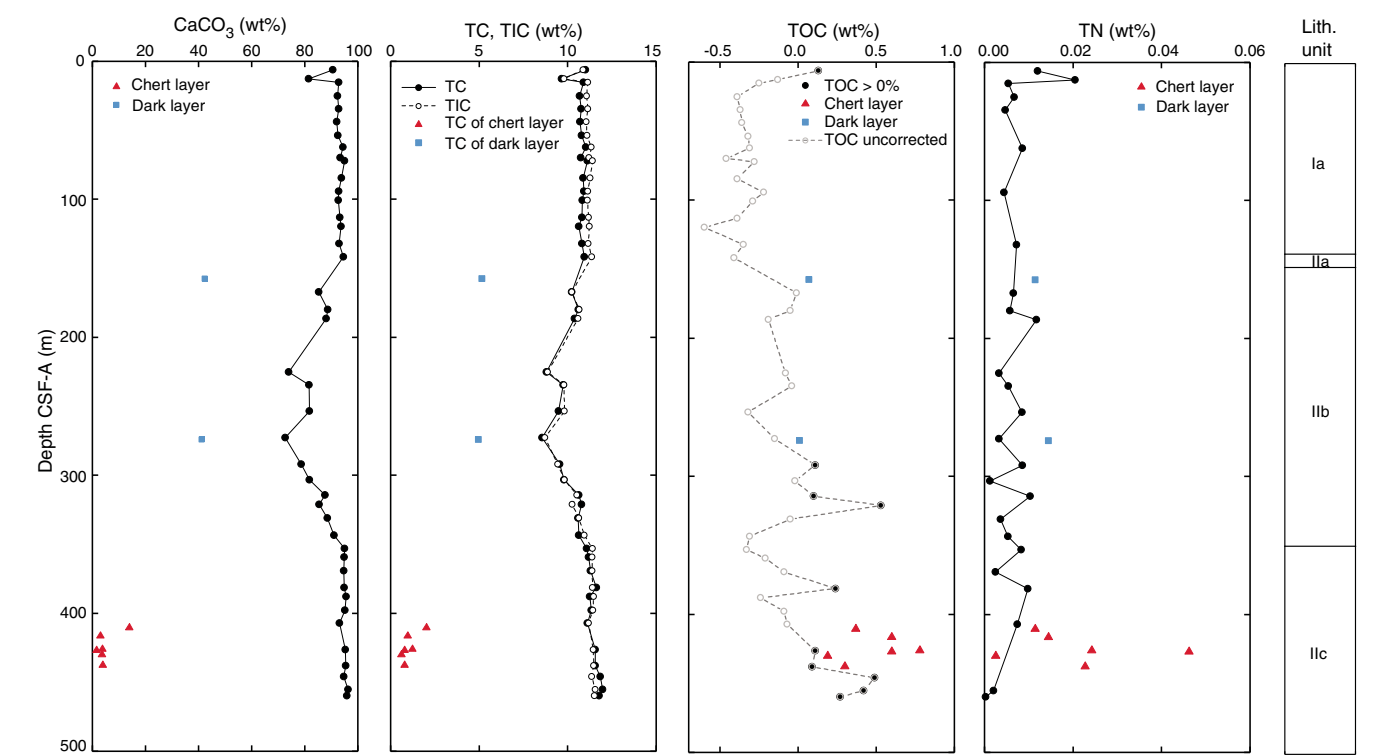 CaCO3 (wt%)
TC, TIC (wt%)
TOC (wt%)
TN (wt%)
Lith.
unit
0 20 40 60 80 100
0 5 10 15
-0.5 0.0 0.5 1.0
0.00 0.02 0.04 0.06
Chert layer
Dark layer
TC
TIC
TC of chert layer
TC of dark layer
TOC > 0%
Chert layer
Dark layer
TOC uncorrected
Chert layer
Dark layer
Depth CSF-A (m)
0
100
200
300
400
500
Ia
IIa
IIb
IIc